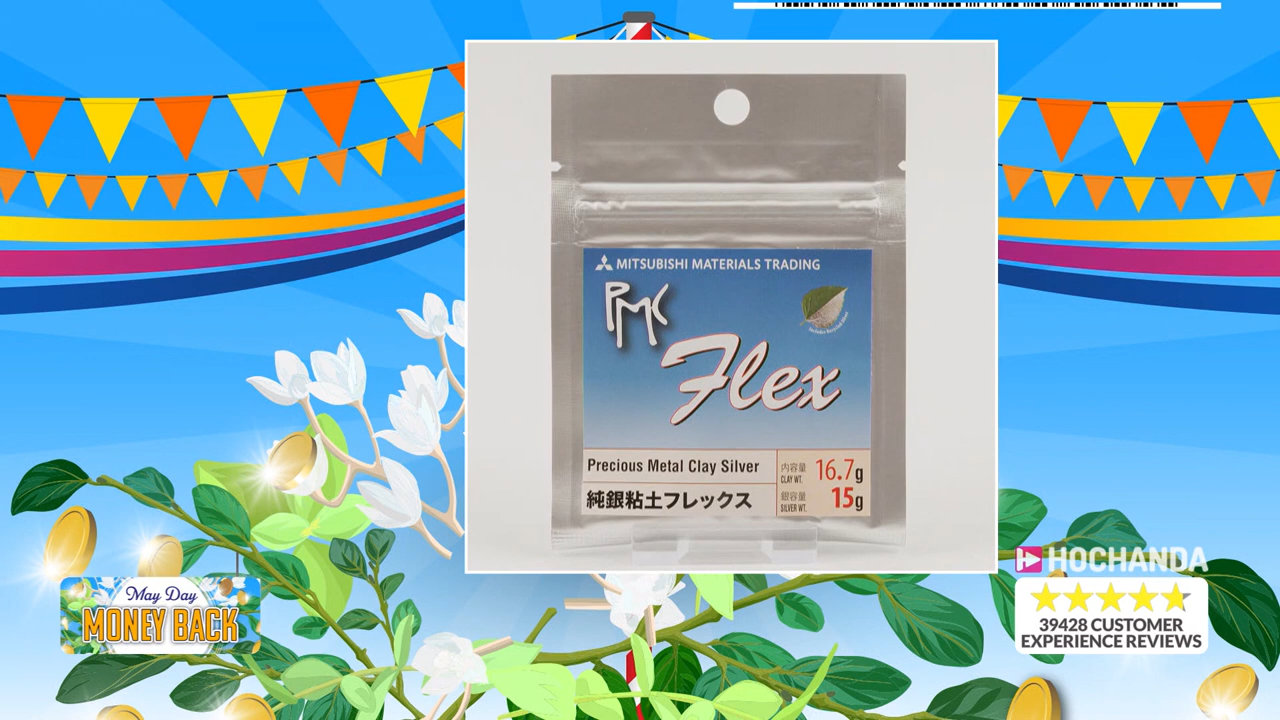 MITSUBISHI MATERIALS TRADING
PMC
Flex
Precious Metal Clay Silver
純銀粘土フレックス
内容量
CLAY WT.
16.7g
銀容量
SILVER WT.
15g
May Day
MONEY BACK
HOCHANDA
39428 CUSTOMER
EXPERIENCE REVIEWS